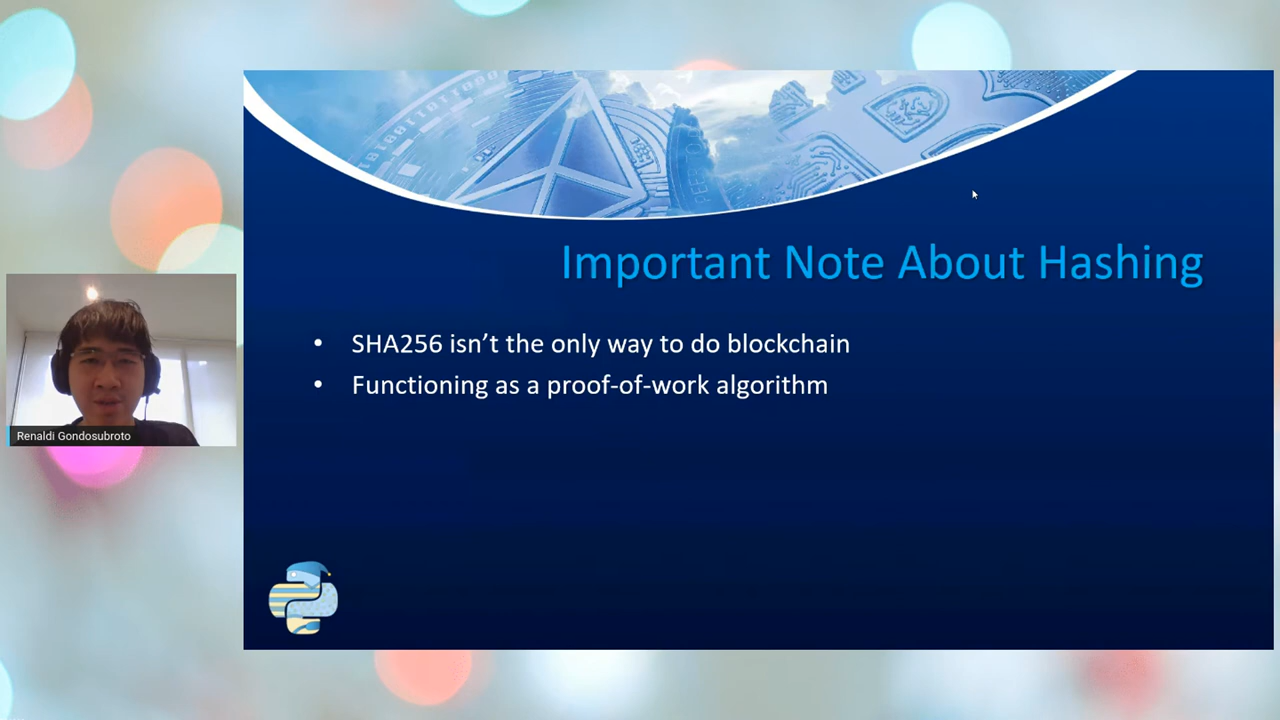 Important Note About Hashing
• SHA256 isn’t the only way to do blockchain
• Functioning as a proof-of-work algorithm
Renaldi Gondosubroto